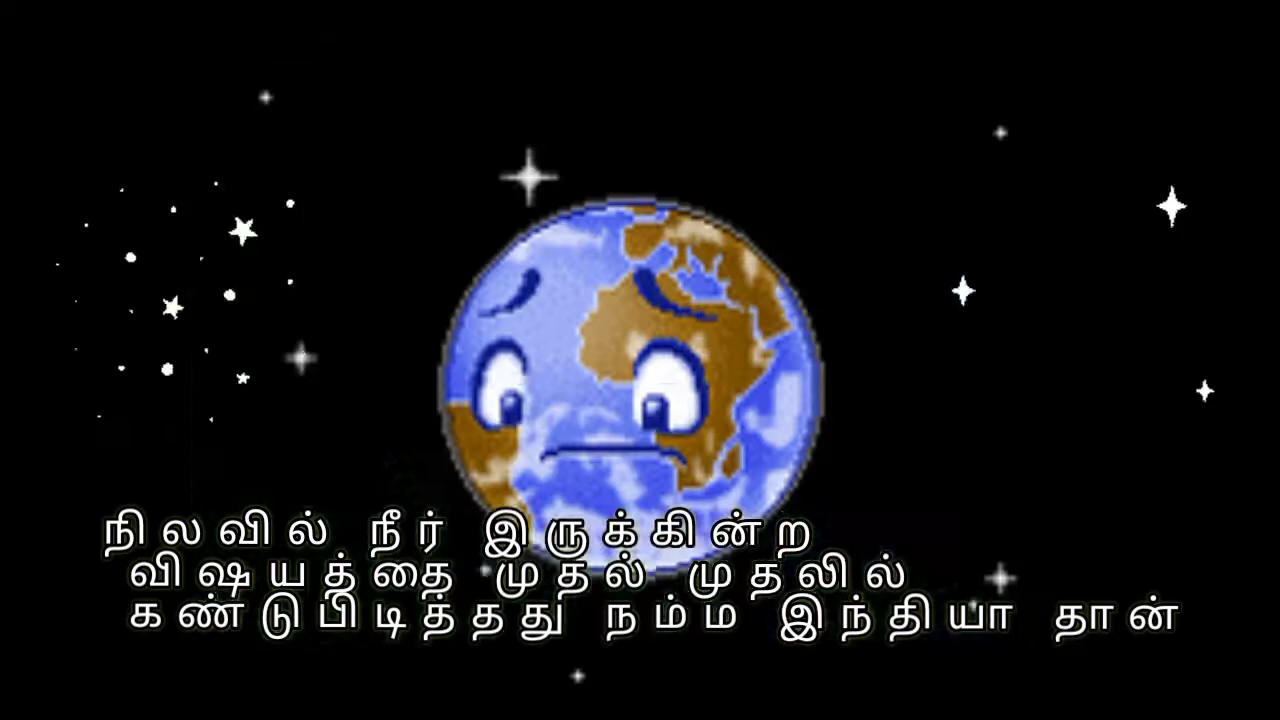 நிலவில் நீர் இருக்கின்ற
விஷயத்தை முதல் முதலில்
கண்டுபிடித்தது நம்ம இந்தியா தான்